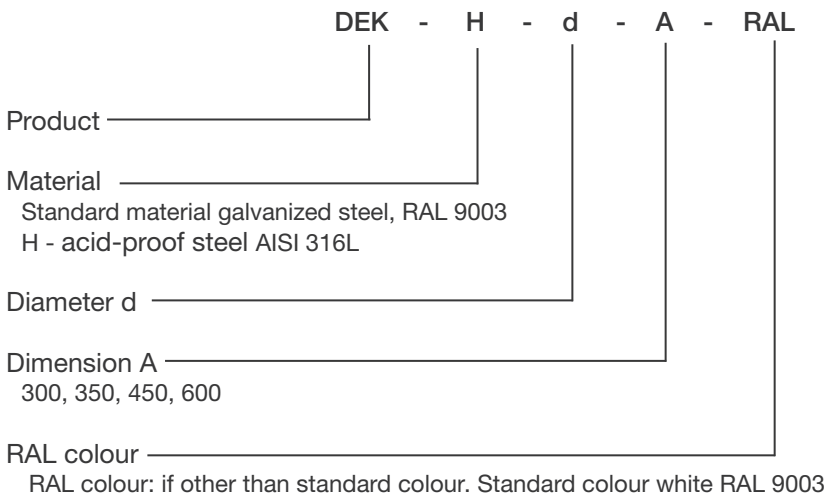 DEK - H - d - A - RAL
Product
Material
Standard material galvanized steel, RAL 9003
H - acid-proof steel AISI 316L
Diameter d
Dimension A
300, 350, 450, 600
RAL colour
RAL colour: if other than standard colour. Standard colour white RAL 9003